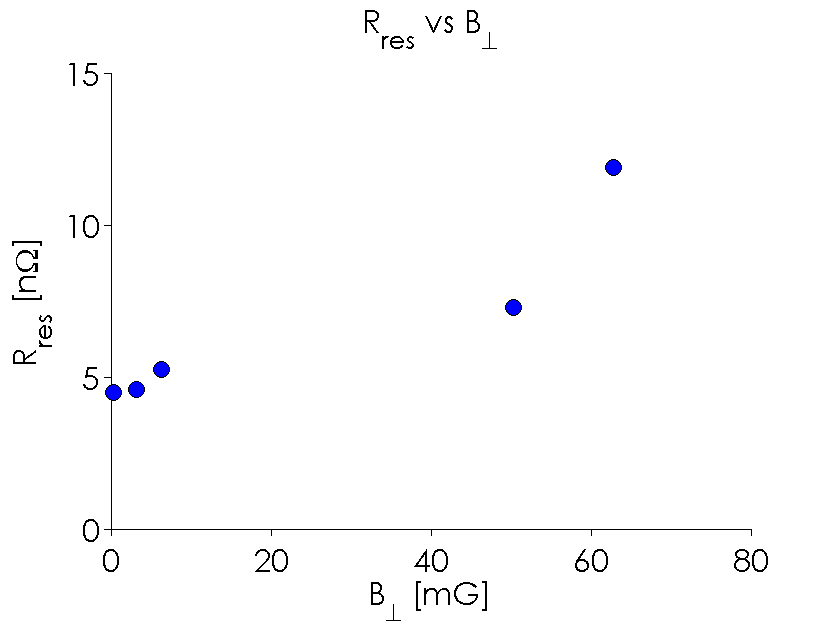 R_res vs B_⊥
15
10
5
0
R_res [nΩ]
0 20 40 60 80
B_⊥ [mG]